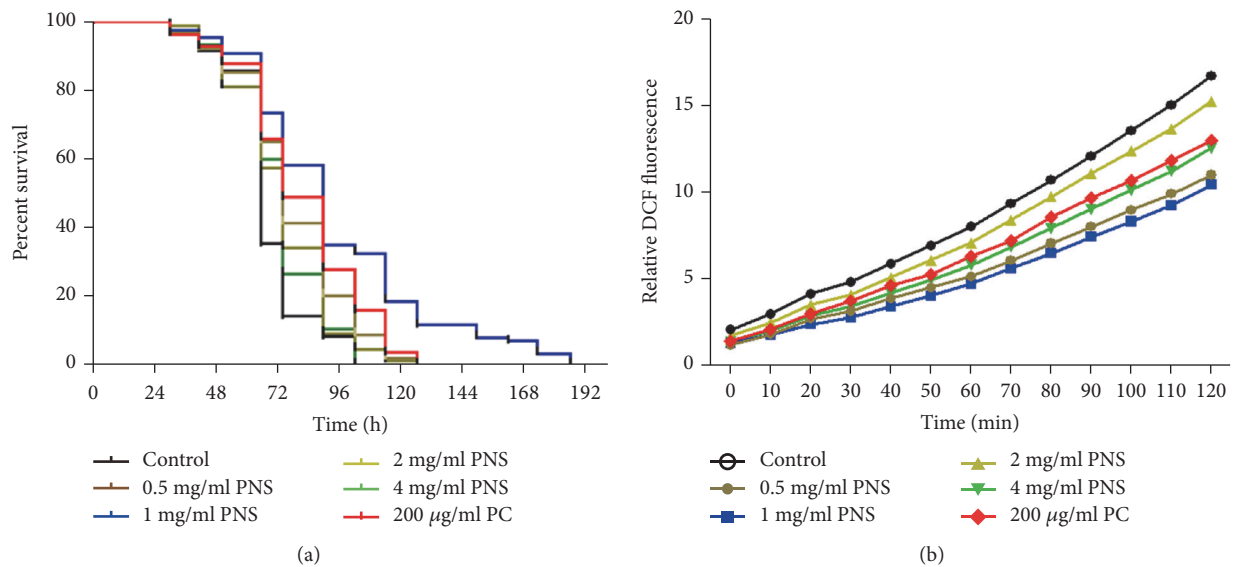 100
80
60
40
20
0
Percent survival
0 24 48 72 96 120 144 168 192
Time (h)
Control
0.5 mg/ml PNS
1 mg/ml PNS
2 mg/ml PNS
4 mg/ml PNS
200 μg/ml PC
(a)
20
15
10
5
0
Relative DCF fluorescence
0 10 20 30 40 50 60 70 80 90 100 110 120
Time (min)
Control
0.5 mg/ml PNS
1 mg/ml PNS
2 mg/ml PNS
4 mg/ml PNS
200 μg/ml PC
(b)